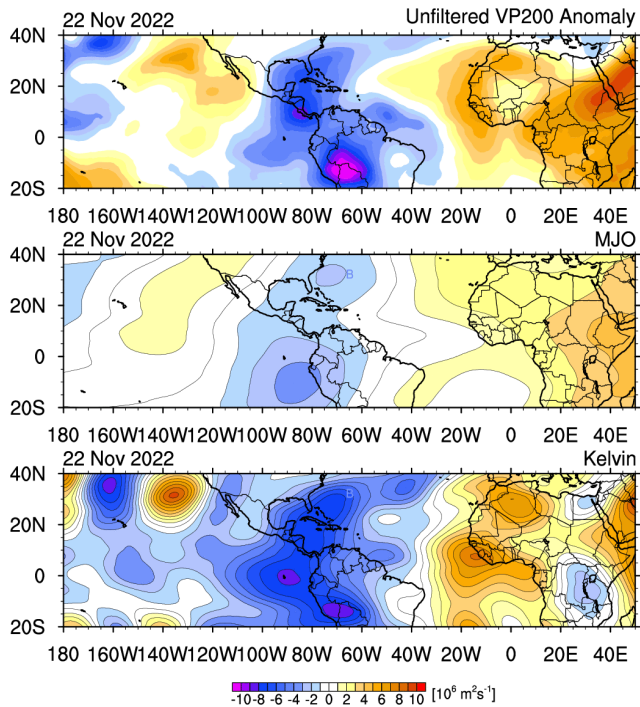 22 Nov 2022 Unfiltered VP200 Anomaly
40N
20N
0
20S
180 160W 140W 120W 100W 80W 60W 40W 20W 0 20E 40E
22 Nov 2022 MJO
40N
B
20N
0
20S
180 160W 140W 120W 100W 80W 60W 40W 20W 0 20E 40E
22 Nov 2022 Kelvin
40N
B
20N
0
20S
180 160W 140W 120W 100W 80W 60W 40W 20W 0 20E 40E
-10 -8 -6 -4 -2 0 2 4 6 8 10 [10⁶ m²s⁻¹]